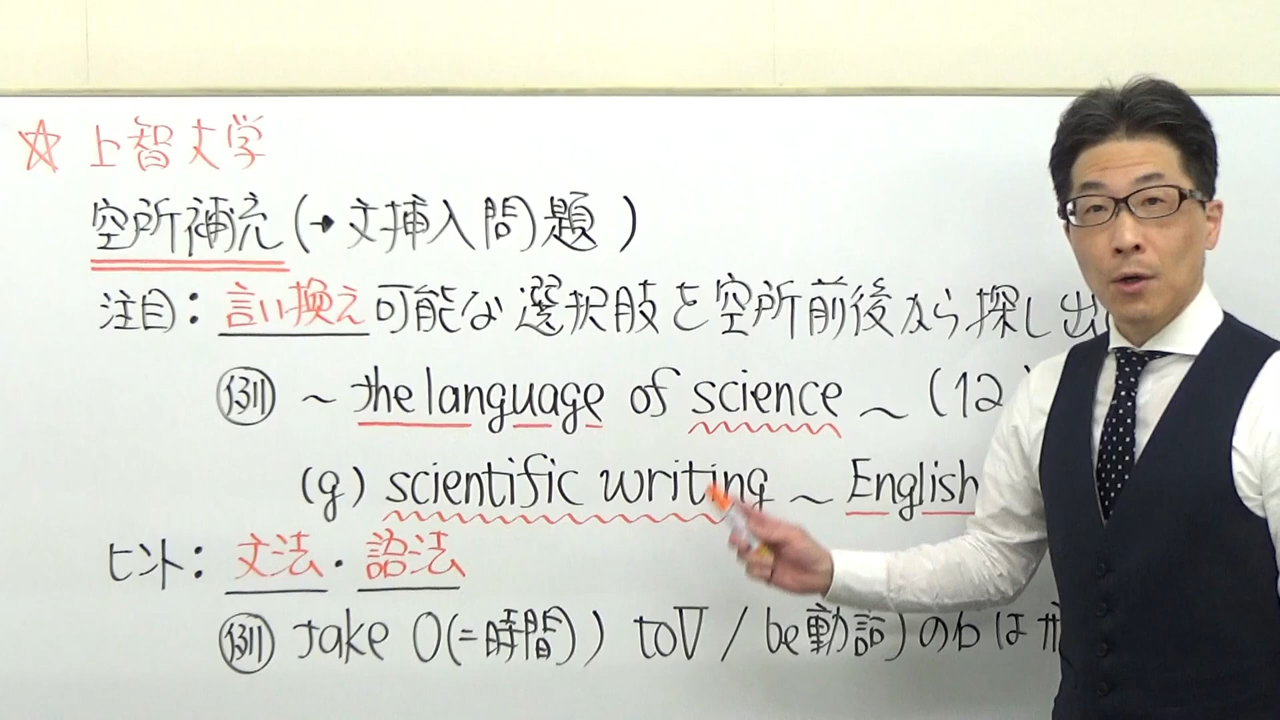 ☆ 上智大学
空所補充 (→文挿入問題)
注目：言い換え可能な選択肢を空所前後から探し出
例 ～ the language of science ～ (12
(g) scientific writing ～ English
ヒント：文法・語法
例 take O(=時間) to V / be動詞